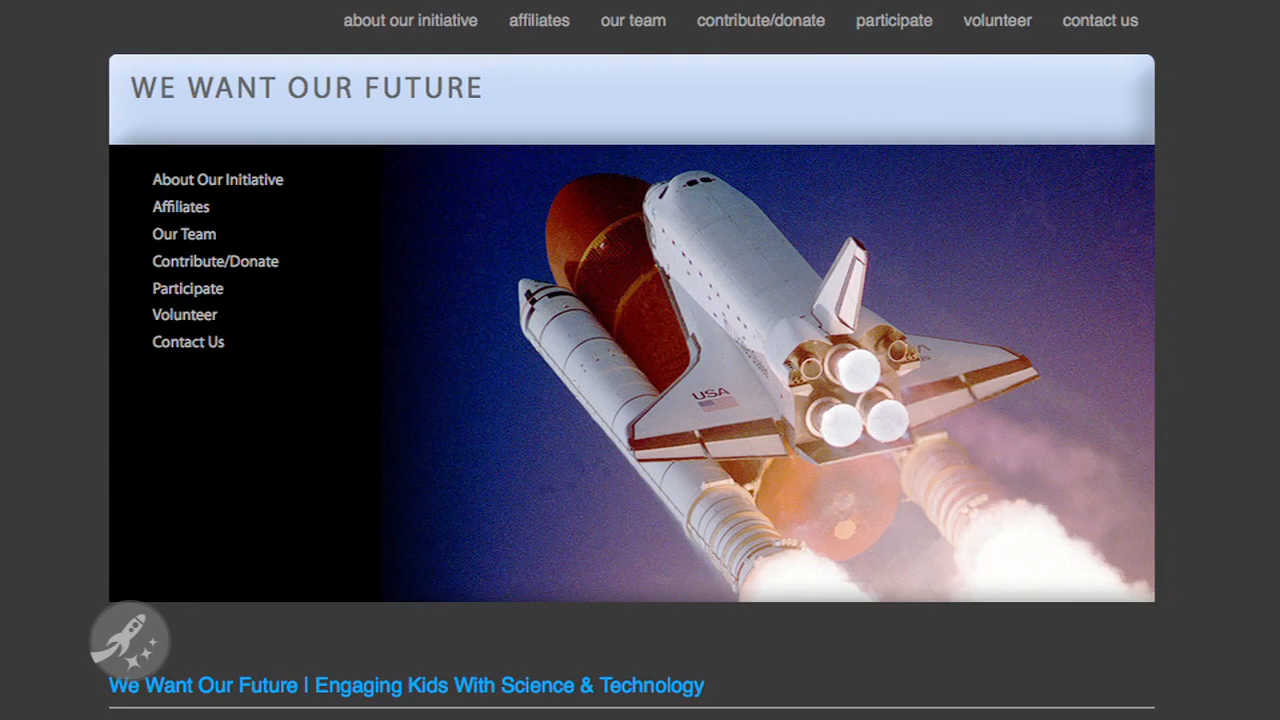 about our initiative affiliates our team contribute/donate participate volunteer contact us
WE WANT OUR FUTURE
About Our Initiative
Affiliates
Our Team
Contribute/Donate
Participate
Volunteer
Contact Us
USA
We Want Our Future | Engaging Kids With Science & Technology